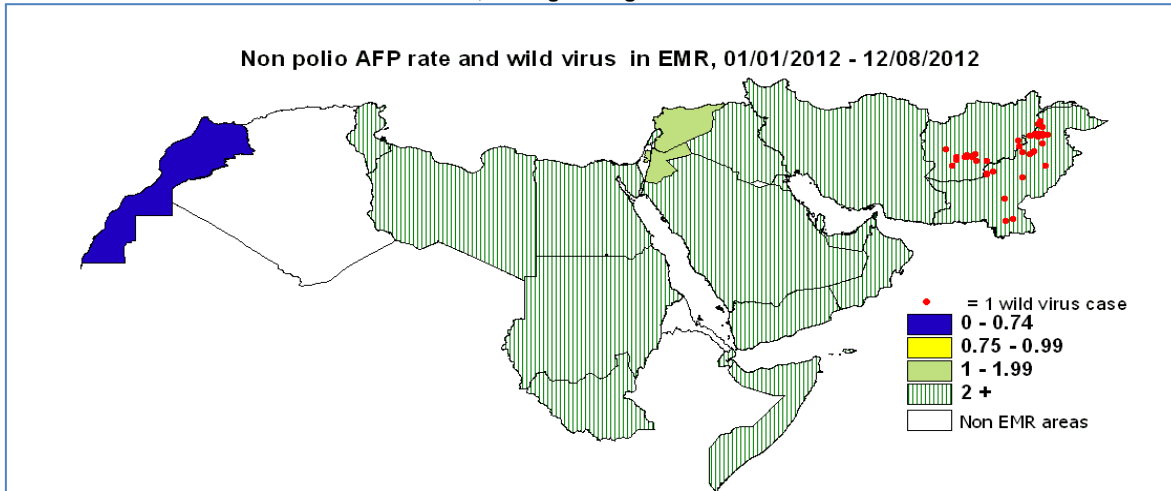 Non polio AFP rate and wild virus in EMR, 01/01/2012 - 12/08/2012
= 1 wild virus case
0 - 0.74
0.75 - 0.99
1 - 1.99
2 +
Non EMR areas